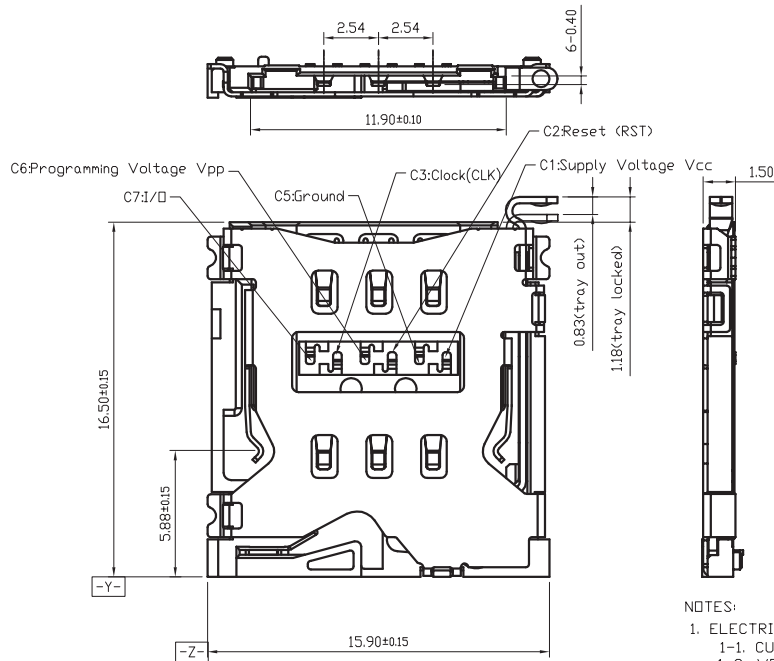 2.54
2.54
6-0.40
11.90±0.10
C2:Reset (RST)
C6:Programming Voltage Vpp
C3:Clock(CLK)
C1:Supply Voltage Vcc
1.50
C7:I/O
C5:Ground
0.83(tray out)
1.18(tray locked)
16.50±0.15
5.88±0.15
-Y-
15.90±0.15
-Z-
NOTES:
1. ELECTRI
1-1. CU